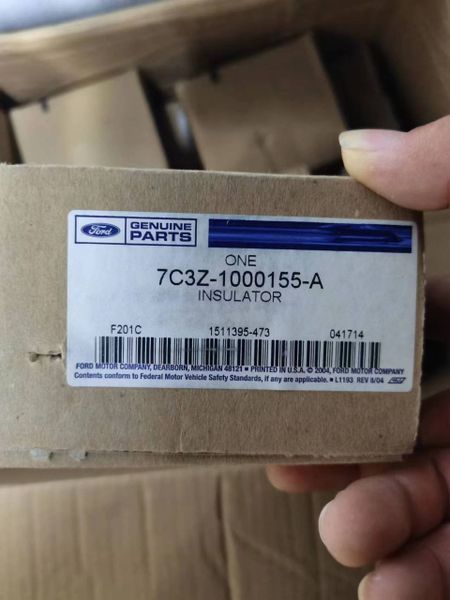 Ford
GENUINE
PARTS
ONE
7C3Z-1000155-A
INSULATOR
F201C 1511395-473 041714
FORD MOTOR COMPANY, DEARBORN, MICHIGAN 48121 ■ PRINTED IN U.S.A. © 2004, FORD MOTOR COMPANY
Contents conform to Federal Motor Vehicle Safety Standards, if any are applicable. ■ L1193 REV 8/04